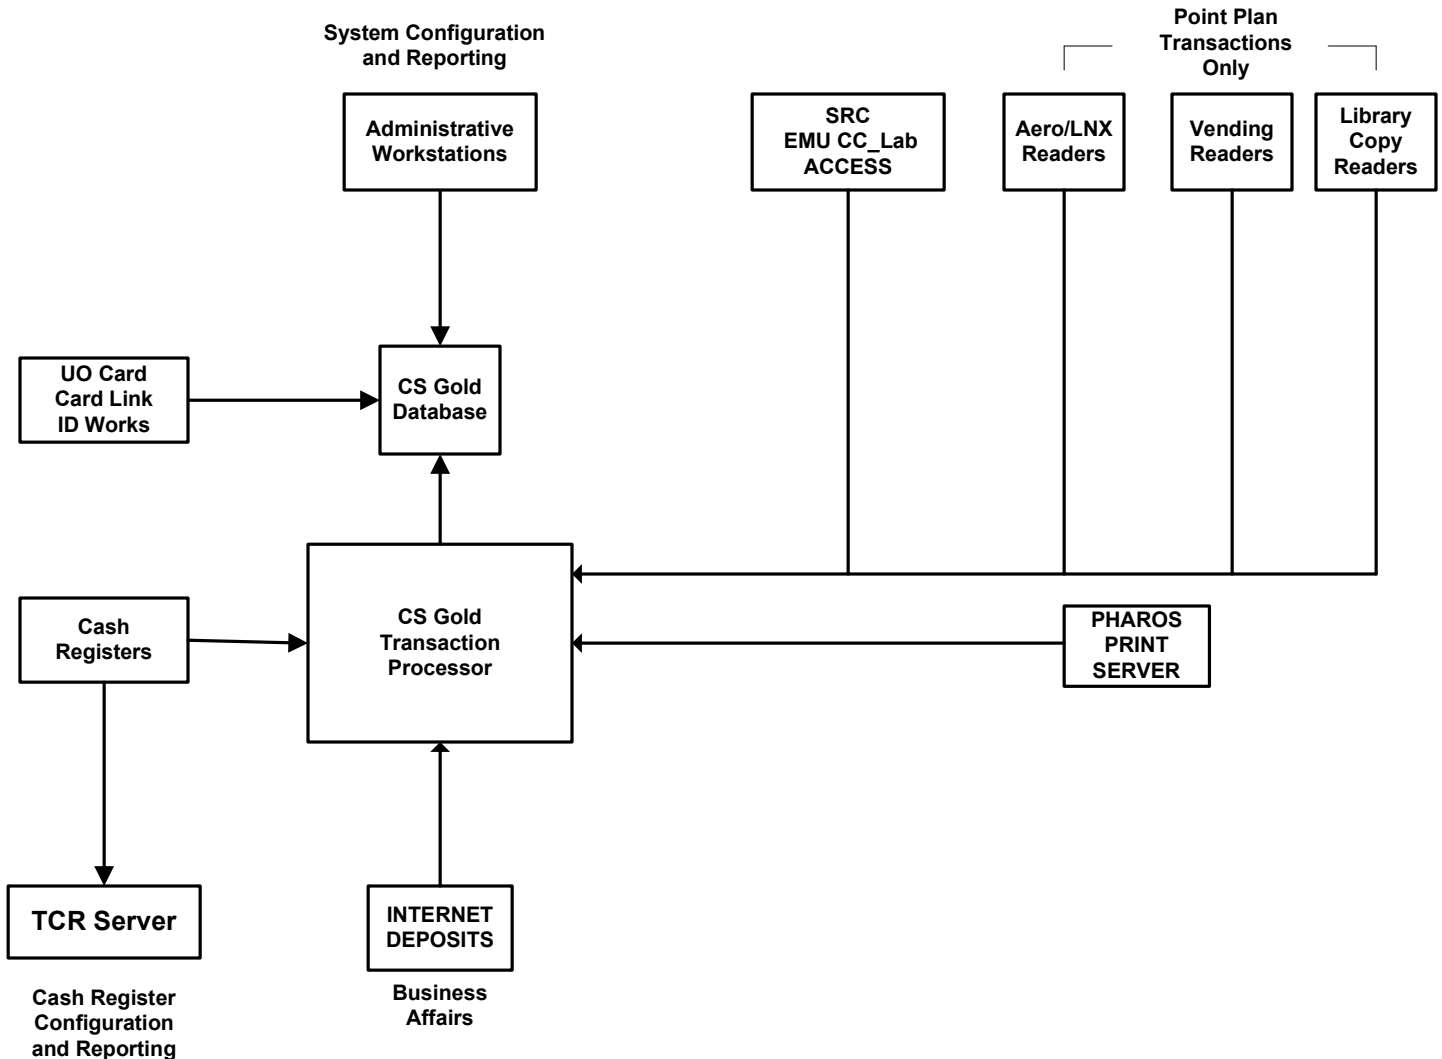 System Configuration
and Reporting
Point Plan
Transactions
Only
Administrative
Workstations
SRC
EMU CC_Lab
ACCESS
Aero/LNX
Readers
Vending
Readers
Library
Copy
Readers
UO Card
Card Link
ID Works
CS Gold
Database
Cash
Registers
CS Gold
Transaction
Processor
PHAROS
PRINT
SERVER
TCR Server
INTERNET
DEPOSITS
Cash Register
Configuration
and Reporting
Business
Affairs